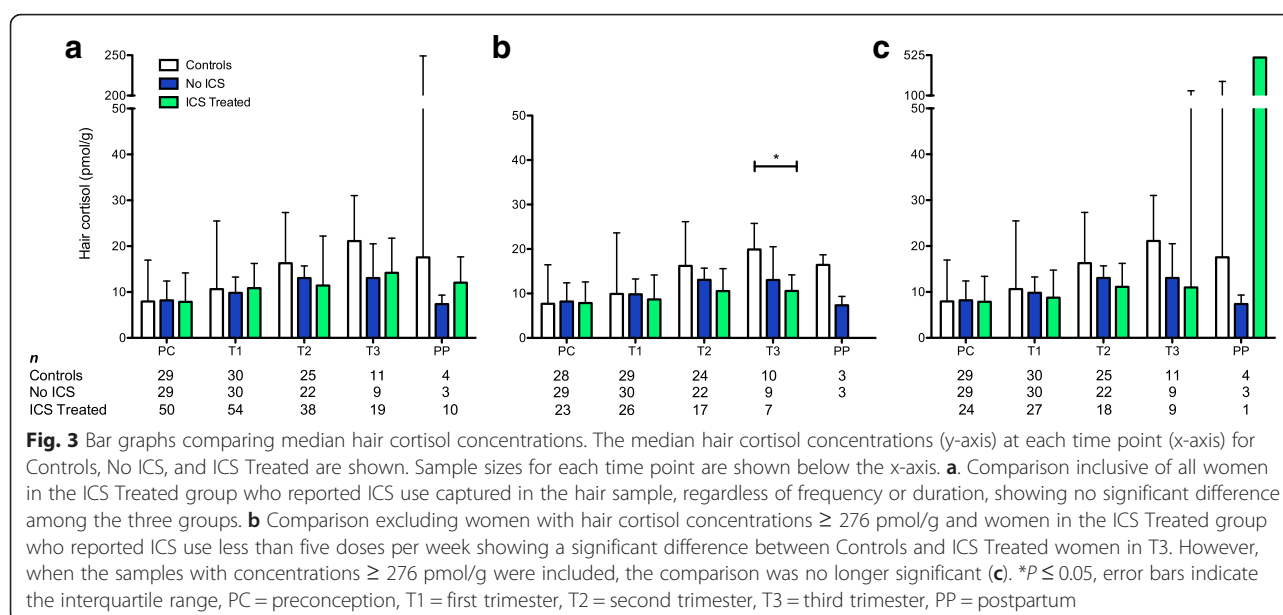 a
b
c
250
200
50
40
30
20
10
0
Hair cortisol (pmol/g)
Controls
No ICS
ICS Treated
PC T1 T2 T3 PP
50
40
30
20
10
0
*
PC T1 T2 T3 PP
525
100
50
40
30
20
10
0
PC T1 T2 T3 PP
n
Controls 29 30 25 11 4 28 29 24 10 3 29 30 25 11 4
No ICS 29 30 22 9 3 29 30 22 9 3 29 30 22 9 3
ICS Treated 50 54 38 19 10 23 26 17 7 24 27 18 9 1
Fig. 3 Bar graphs comparing median hair cortisol concentrations. The median hair cortisol concentrations (y-axis) at each time point (x-axis) for
Controls, No ICS, and ICS Treated are shown. Sample sizes for each time point are shown below the x-axis. a. Comparison inclusive of all women
in the ICS Treated group who reported ICS use captured in the hair sample, regardless of frequency or duration, showing no significant difference
among the three groups. b Comparison excluding women with hair cortisol concentrations ≥ 276 pmol/g and women in the ICS Treated group
who reported ICS use less than five doses per week showing a significant difference between Controls and ICS Treated women in T3. However,
when the samples with concentrations ≥ 276 pmol/g were included, the comparison was no longer significant (c). *P ≤ 0.05, error bars indicate
the interquartile range, PC = preconception, T1 = first trimester, T2 = second trimester, T3 = third trimester, PP = postpartum